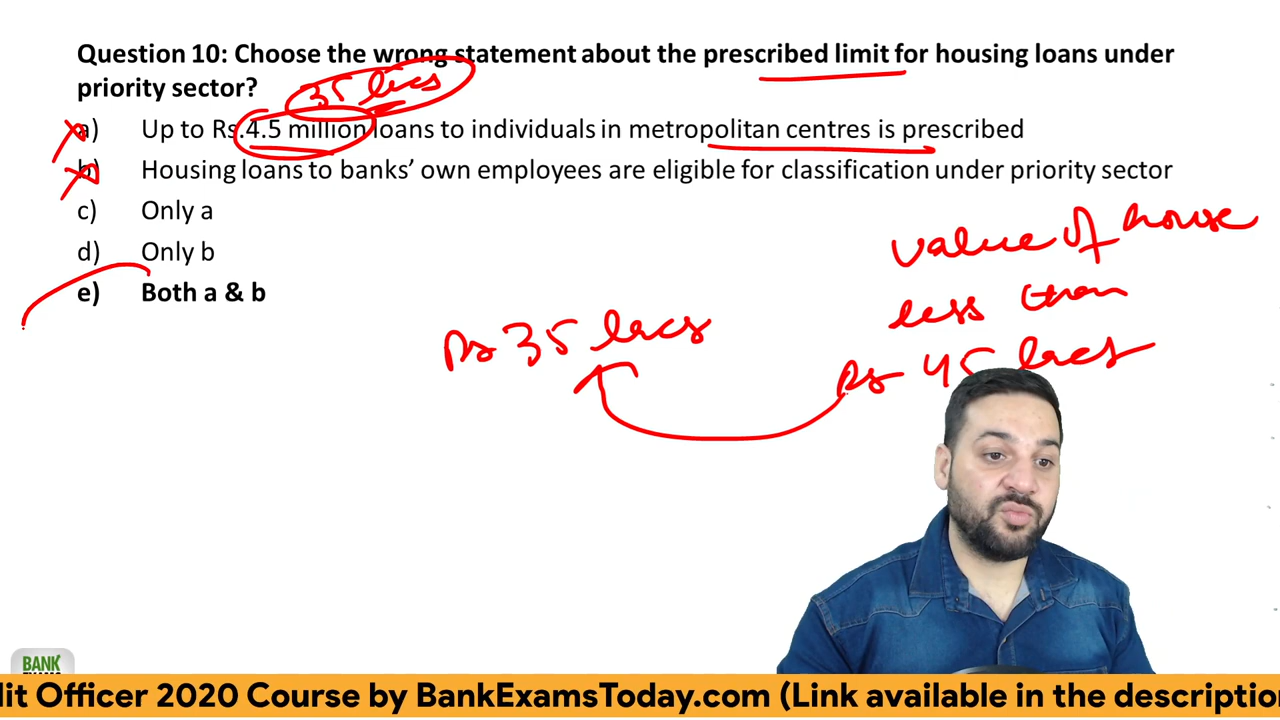 Question 10: Choose the wrong statement about the prescribed limit for housing loans under
priority sector?
35 lacs
a) Up to Rs.4.5 million loans to individuals in metropolitan centres is prescribed
b) Housing loans to banks' own employees are eligible for classification under priority sector
c) Only a
d) Only b
e) Both a & b
value of house
less than
Rs 45 lacs
Rs 35 lacs
BANK
dit Officer 2020 Course by BankExamsToday.com (Link available in the description